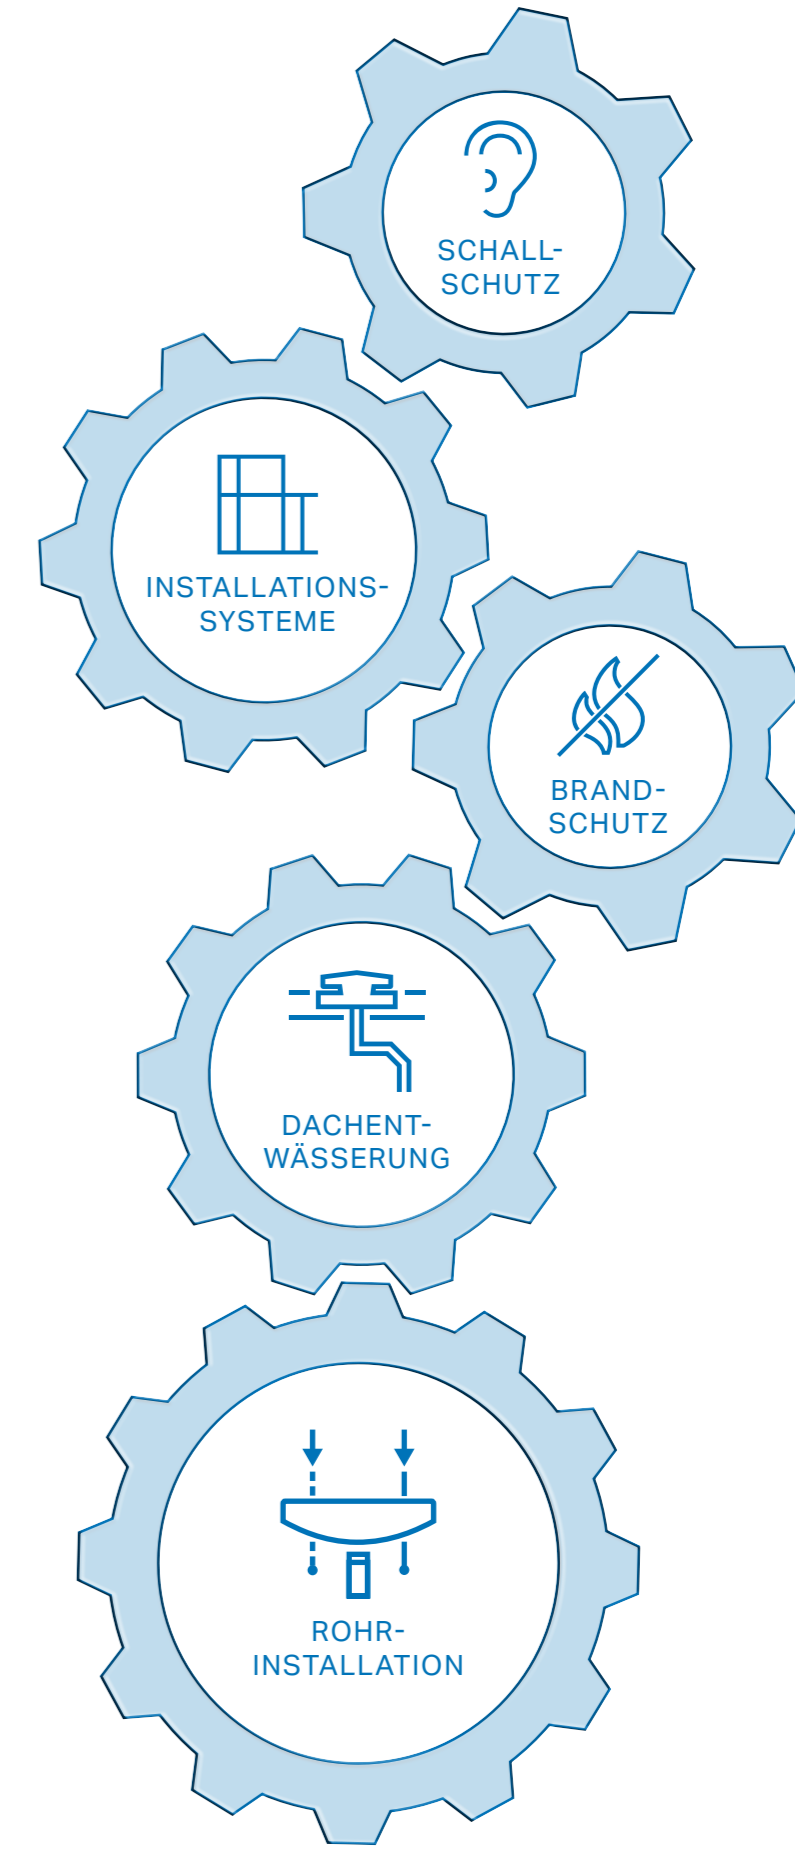 SCHALL-
SCHUTZ
INSTALLATIONS-
SYSTEME
BRAND-
SCHUTZ
DACHENT-
WÄSSERUNG
ROHR-
INSTALLATION